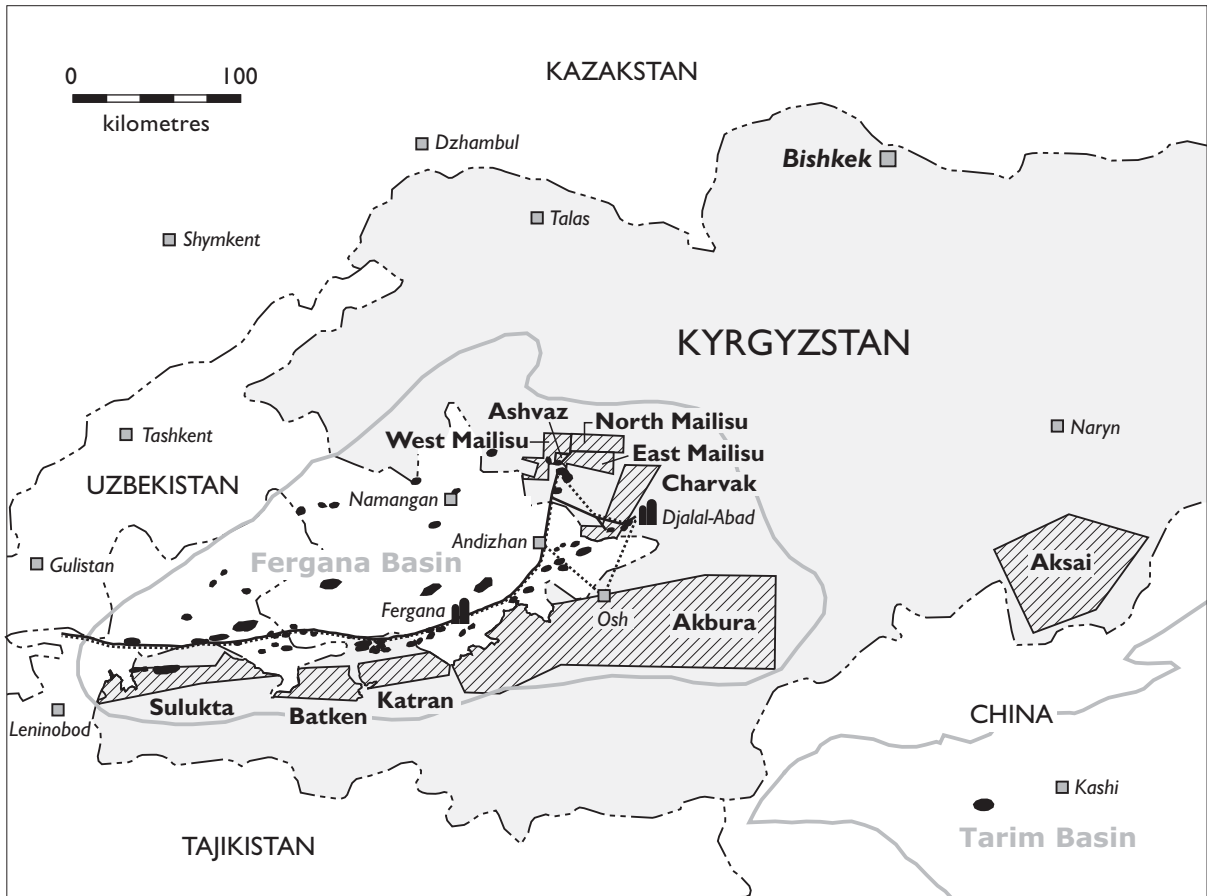 KAZAKSTAN
0 100
kilometres
Dzhambul
Bishkek
Talas
Shymkent
KYRGYZSTAN
Ashvaz
North Mailisu
West Mailisu
East Mailisu
Tashkent
Naryn
UZBEKISTAN
Charvak
Namangan
Djalal-Abad
Andizhan
Fergana Basin
Gulistan
Aksai
Fergana
Osh
Akbura
Sulukta
Batken
Katran
Leninobod
CHINA
Kashi
Tarim Basin
TAJIKISTAN